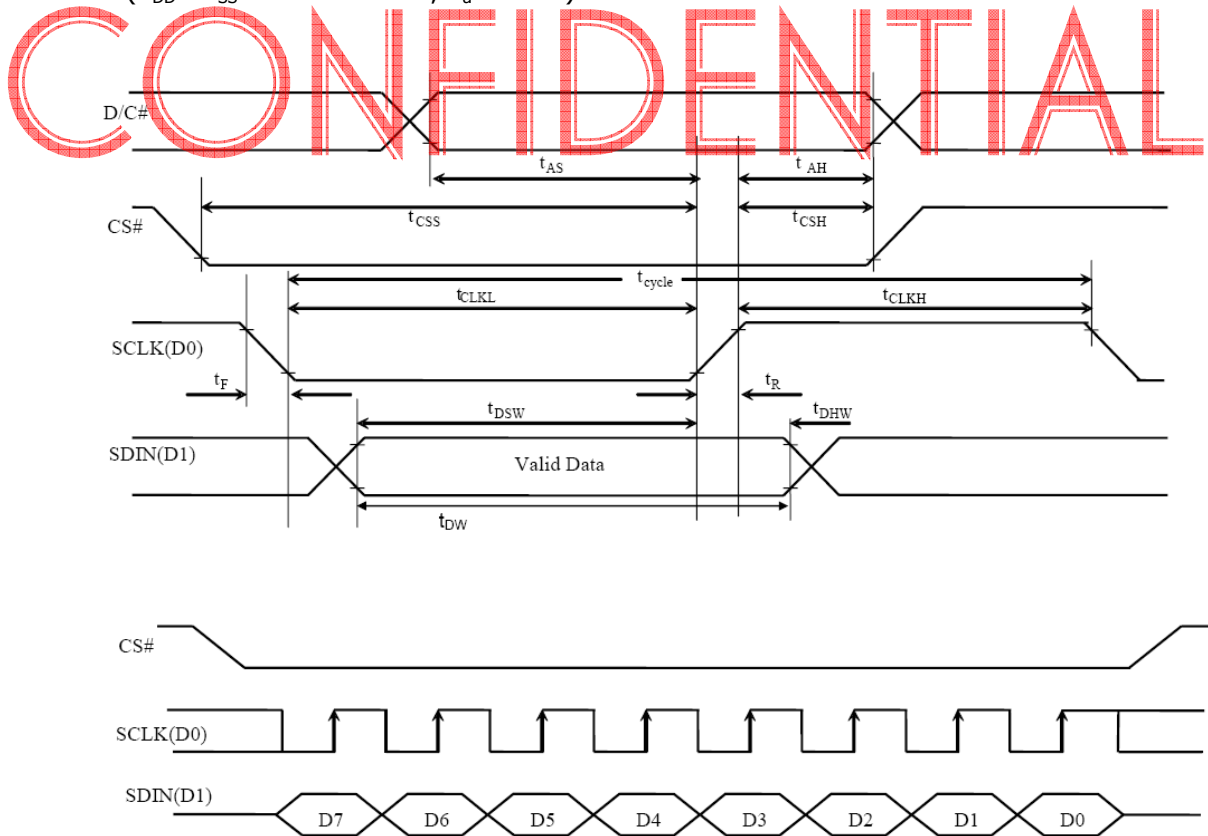 CONFIDENTIAL
D/C#
tAS
tAH
CS#
tCSS
tCSH
tcycle
tCLKL
tCLKH
SCLK(D0)
tF
tR
tDSW
tDHW
SDIN(D1)
Valid Data
tDW
CS#
SCLK(D0)
SDIN(D1)
D7 D6 D5 D4 D3 D2 D1 D0